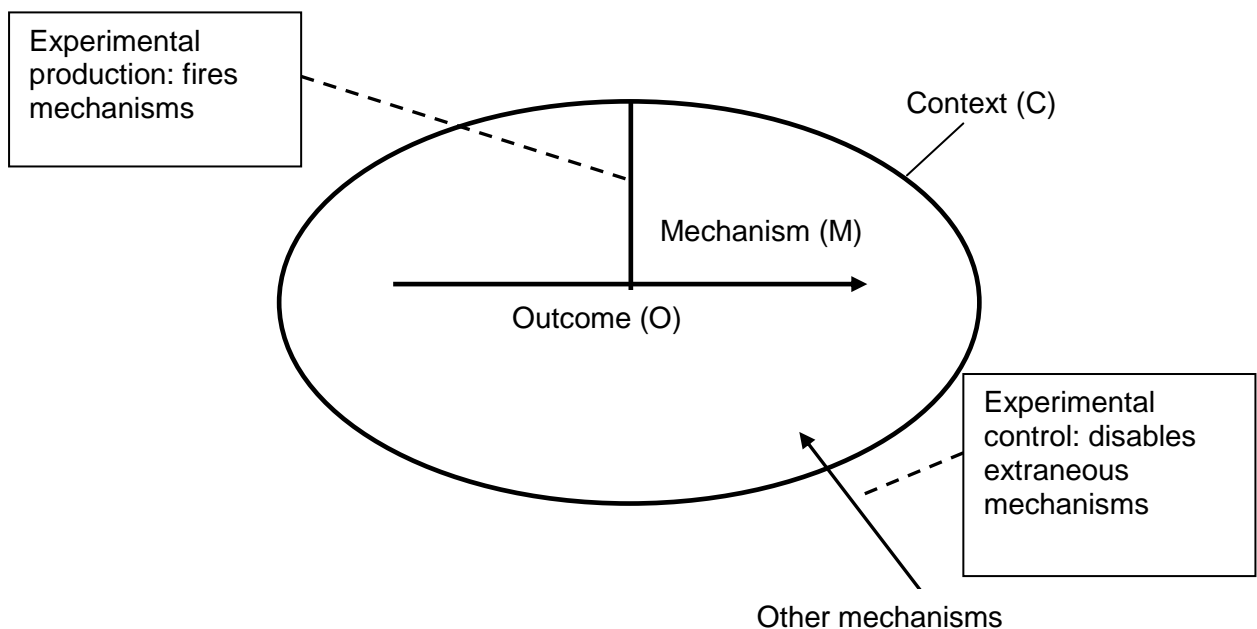 Experimental
production: fires
mechanisms
Context (C)
Mechanism (M)
Outcome (O)
Experimental
control: disables
extraneous
mechanisms
Other mechanisms